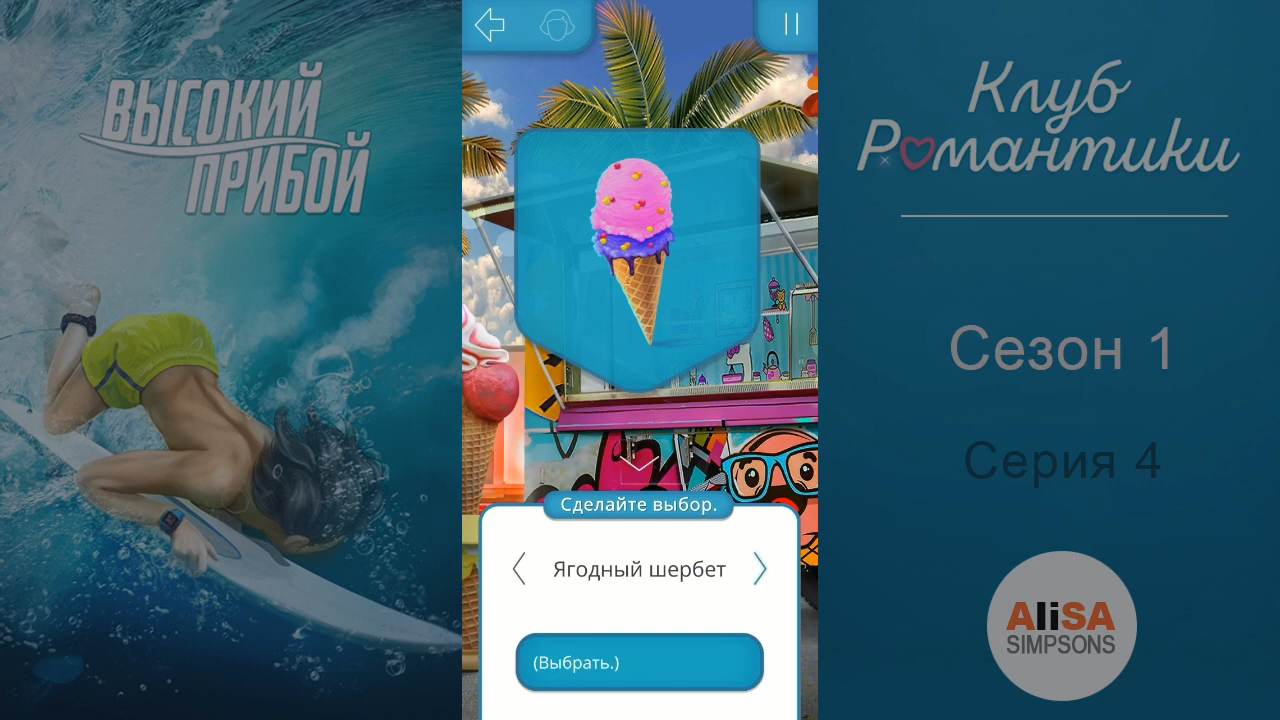 ВЫСОКИЙ
ПРИБОЙ
Сделайте выбор.
Ягодный шербет
(Выбрать.)
Клуб
Романтики
Сезон 1
Серия 4
AliSA
SIMPSONS